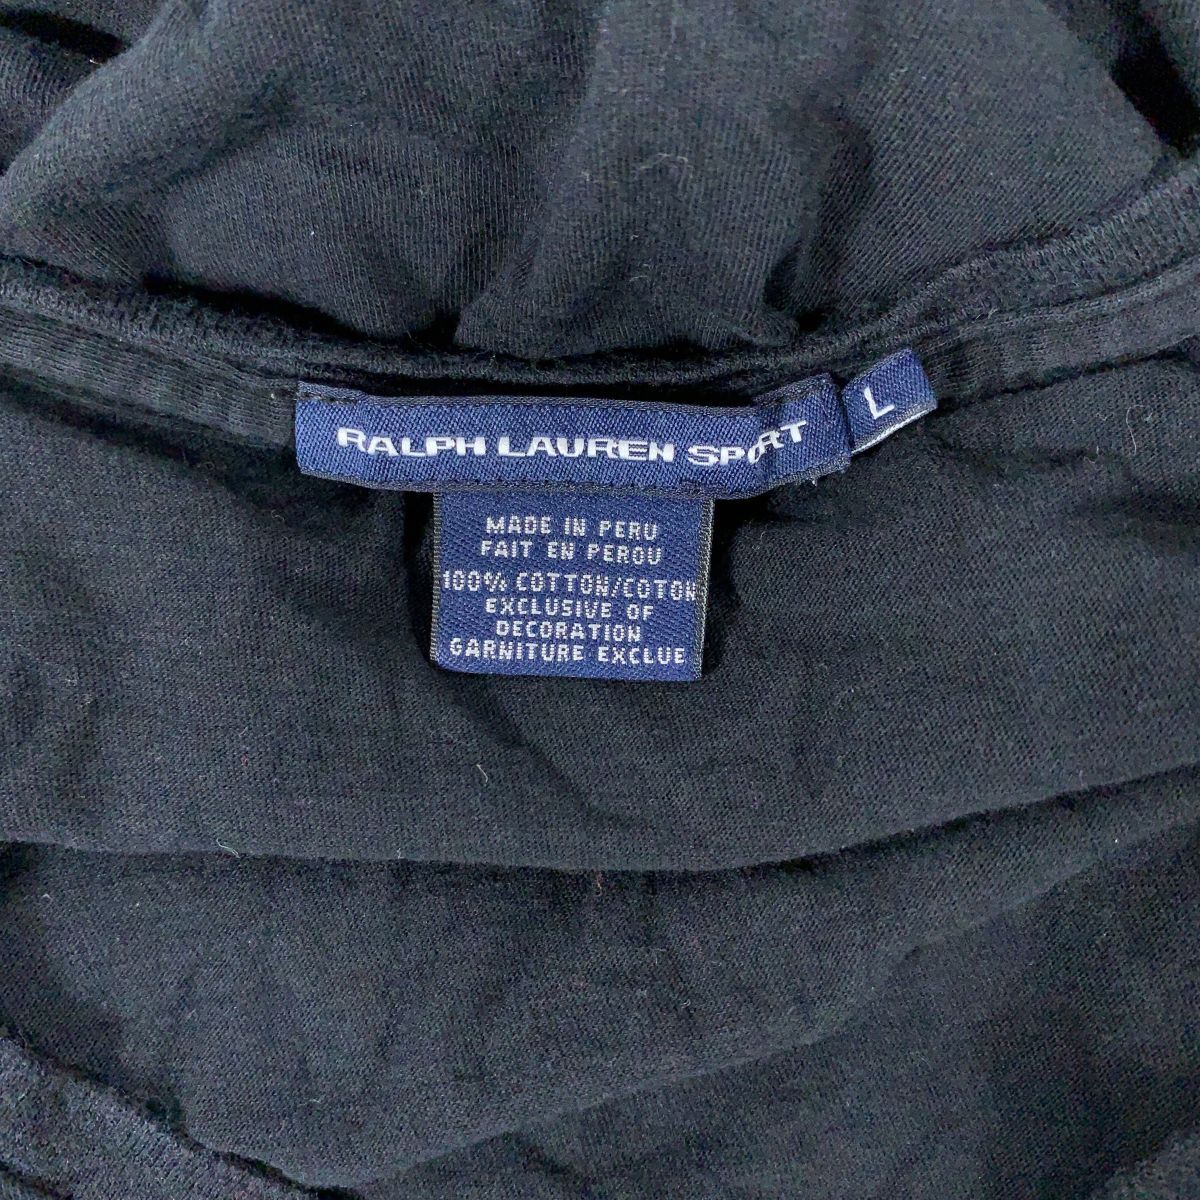 RALPH LAUREN SPORT
L
MADE IN PERU
FAIT EN PEROU
100% COTTON/COTON
EXCLUSIVE OF
DECORATION
GARNITURE EXCLUE